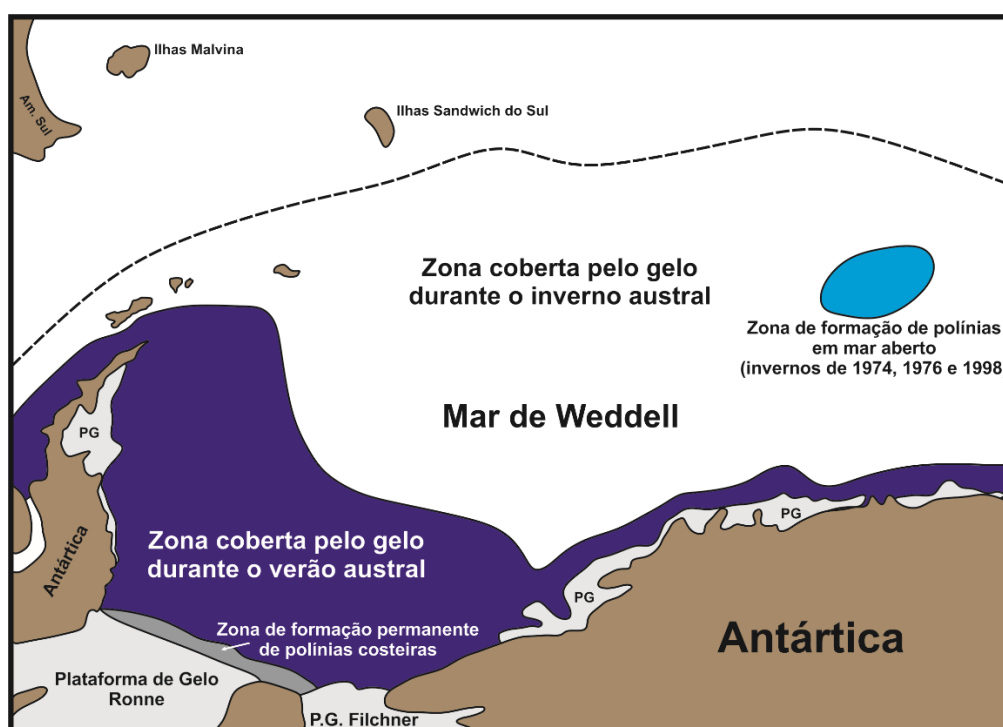 Ilhas Malvina
Am. Sul
Ilhas Sandwich do Sul
Zona coberta pelo gelo
durante o inverno austral
Zona de formação de polínias
em mar aberto
(invernos de 1974, 1976 e 1998
Mar de Weddell
PG
PG
Antártica
Zona coberta pelo gelo
durante o verão austral
PG
Zona de formação permanente
de polínias costeiras
Antártica
Plataforma de Gelo
Ronne
P.G. Filchner